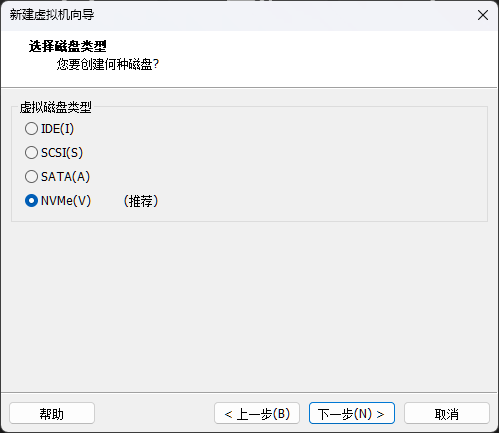 新建虚拟机向导
选择磁盘类型
您要创建何种磁盘?
虚拟磁盘类型
IDE(I)
SCSI(S)
SATA(A)
NVMe(V) (推荐)
帮助
< 上一步(B)
下一步(N) >
取消